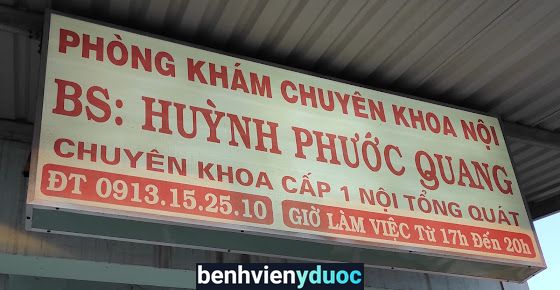 PHÒNG KHÁM CHUYÊN KHOA NỘI
BS: HUỲNH PHƯỚC QUANG
CHUYÊN KHOA CẤP 1 NỘI TỔNG QUÁT
ĐT 0913.15.25.10
GIỜ LÀM VIỆC Từ 17h Đến 20h
benhvienyduoc